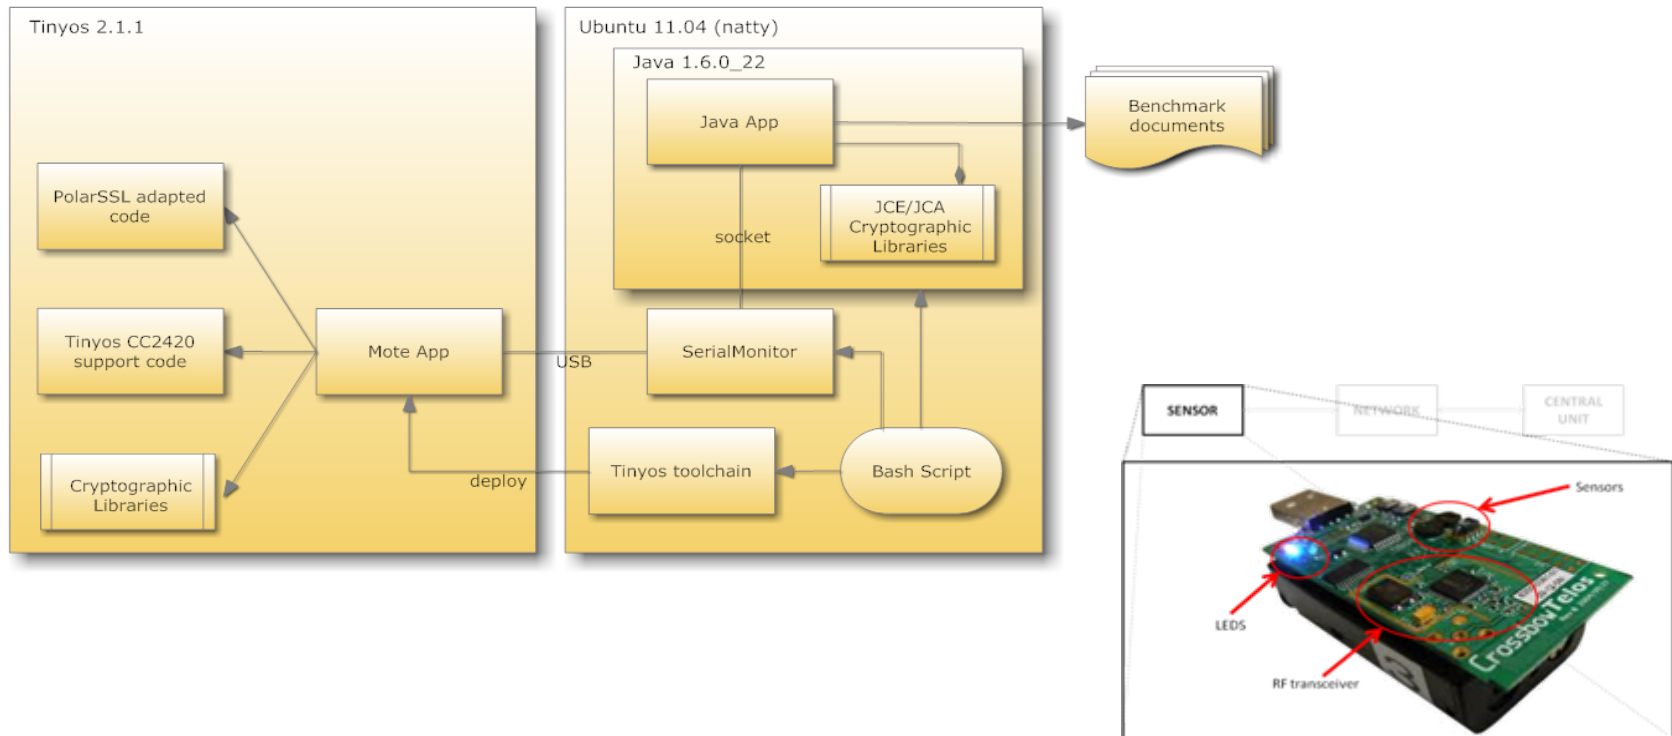 Tinyos 2.1.1
PolarSSL adapted
code
Tinyos CC2420
support code
Cryptographic
Libraries
Mote App
USB
deploy
Ubuntu 11.04 (natty)
Java 1.6.0_22
Java App
JCE/JCA
Cryptographic
Libraries
socket
SerialMonitor
Tinyos toolchain
Bash Script
Benchmark
documents
SENSOR
NETWORK
CENTRAL
UNIT
Sensors
LEDS
RF transceiver
CrossbowTelos
3